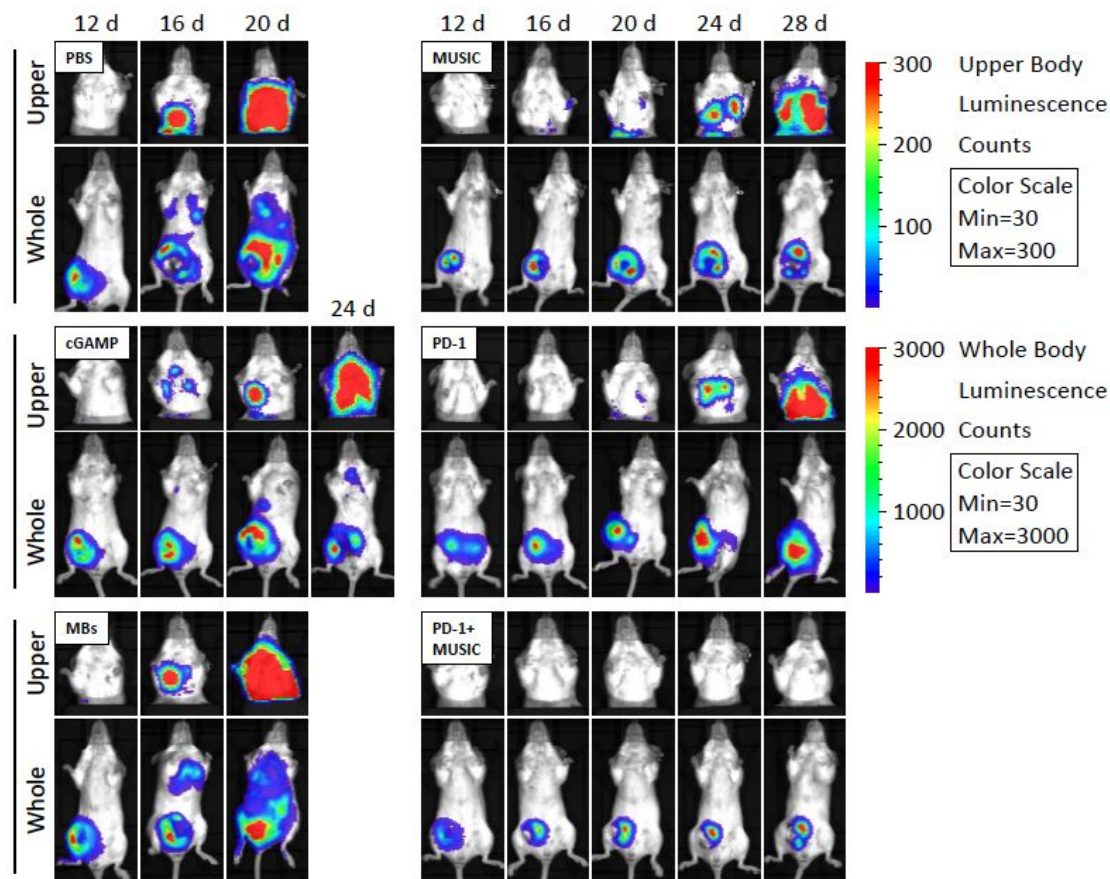 12 d 16 d 20 d
12 d 16 d 20 d 24 d 28 d
Upper
PBS
MUSIC
Whole
300
200
100
Upper Body
Luminescence
Counts
Color Scale
Min=30
Max=300
24 d
Upper
cGAMP
PD-1
Whole
3000
2000
1000
Whole Body
Luminescence
Counts
Color Scale
Min=30
Max=3000
Upper
MBs
PD-1+
MUSIC
Whole